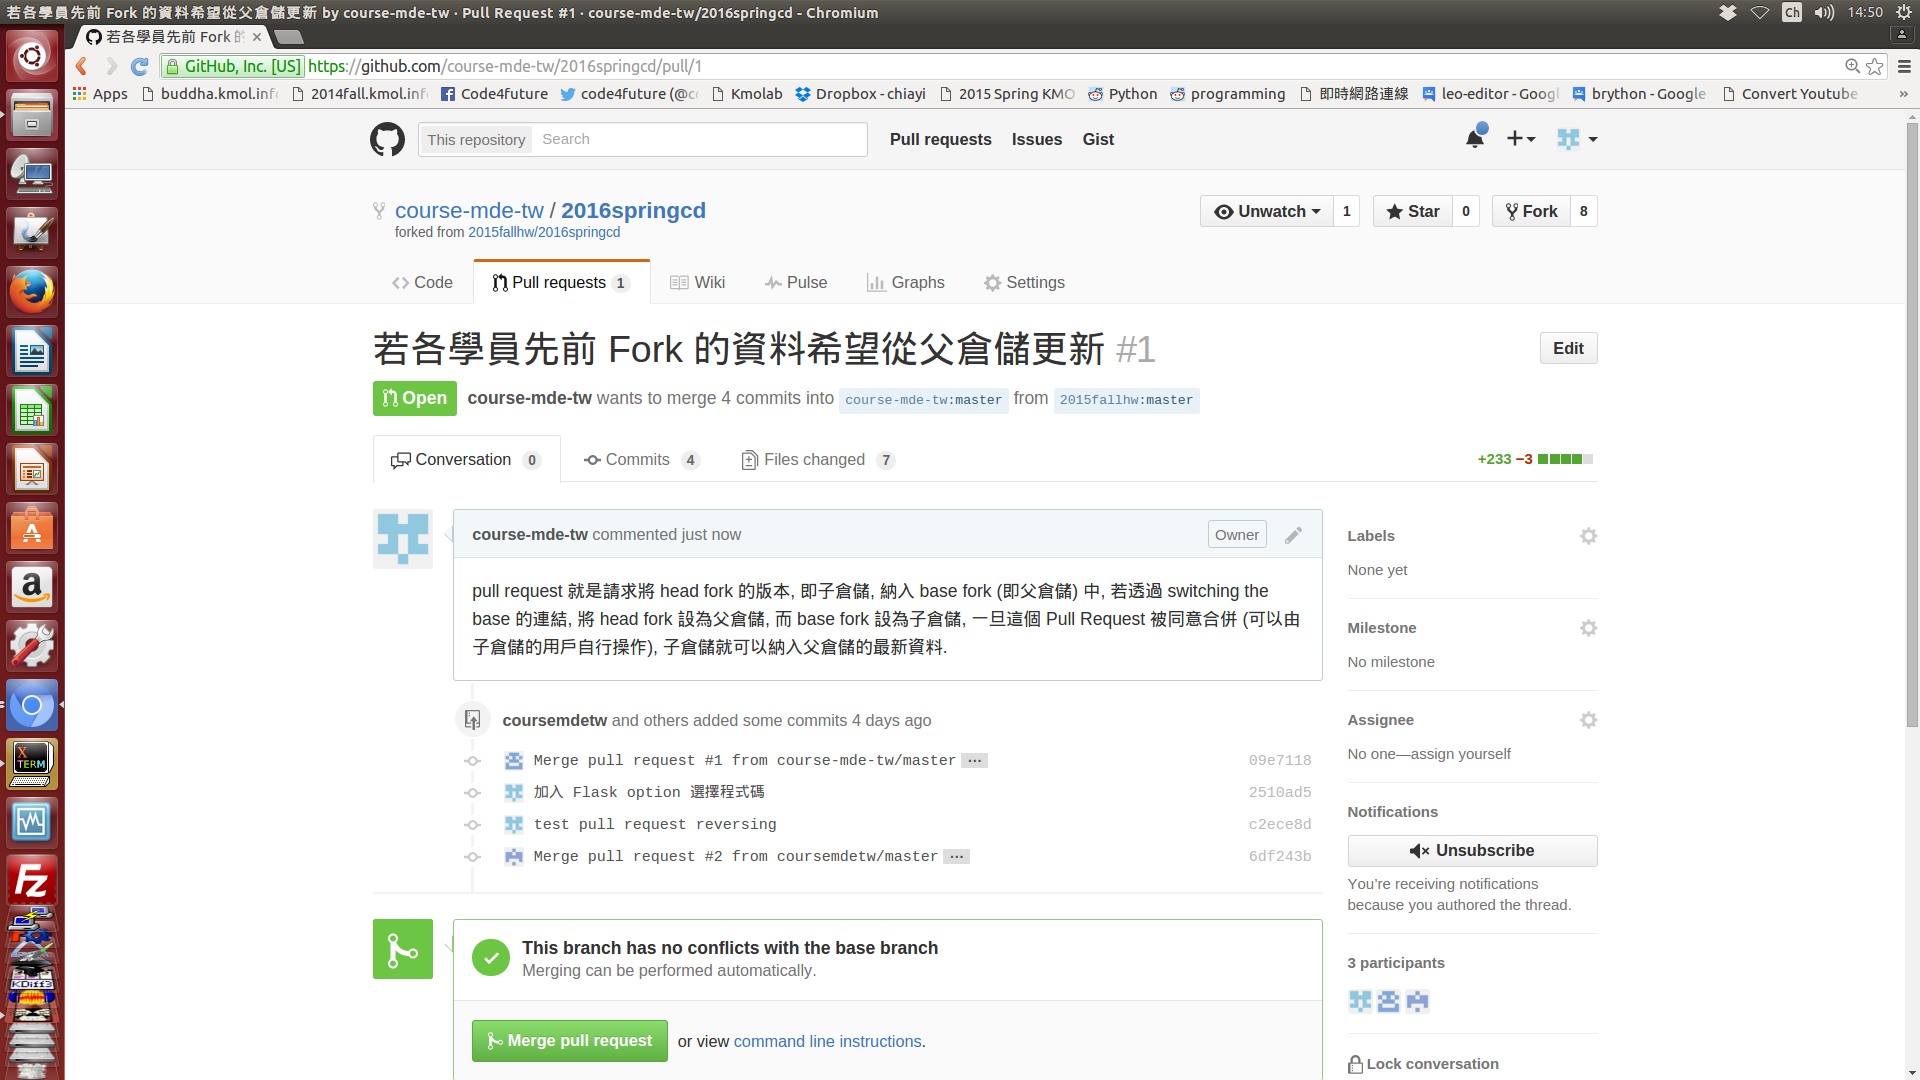 若各學員先前 Fork 的資料希望從父倉儲更新 by course-mde-tw · Pull Request #1 · course-mde-tw/2016springcd - Chromium
Ch
14:50
若各學員先前 Fork
GitHub, Inc. [US] https://github.com/course-mde-tw/2016springcd/pull/1
Apps
buddha.kmol.inf
2014fall.kmol.inf
Code4future
code4future (@c
Kmolab
Dropbox - chiayi
2015 Spring KMO
Python
programming
即時網路連線
leo-editor - Googl
brython - Google
Convert Youtube
»
This repository
Search
Pull requests
Issues
Gist
course-mde-tw / 2016springcd
forked from 2015fallhw/2016springcd
Unwatch 1
Star 0
Fork 8
Code
Pull requests 1
Wiki
Pulse
Graphs
Settings
若各學員先前 Fork 的資料希望從父倉儲更新 #1
Edit
Open
course-mde-tw wants to merge 4 commits into course-mde-tw:master from 2015fallhw:master
Conversation 0
Commits 4
Files changed 7
+233 −3
course-mde-tw commented just now
Owner
pull request 就是請求將 head fork 的版本, 即子倉儲, 納入 base fork (即父倉儲) 中, 若透過 switching the
base 的連結, 將 head fork 設為父倉儲, 而 base fork 設為子倉儲, 一旦這個 Pull Request 被同意合併 (可以由
子倉儲的用戶自行操作), 子倉儲就可以納入父倉儲的最新資料.
coursemdetw and others added some commits 4 days ago
Merge pull request #1 from course-mde-tw/master … 09e7118
加入 Flask option 選擇程式碼 2510ad5
test pull request reversing c2ece8d
Merge pull request #2 from coursemdetw/master … 6df243b
This branch has no conflicts with the base branch
Merging can be performed automatically.
Merge pull request
or view command line instructions.
Labels
None yet
Milestone
No milestone
Assignee
No one—assign yourself
Notifications
Unsubscribe
You're receiving notifications
because you authored the thread.
3 participants
Lock conversation
X
TERM
Fz
KDiff3